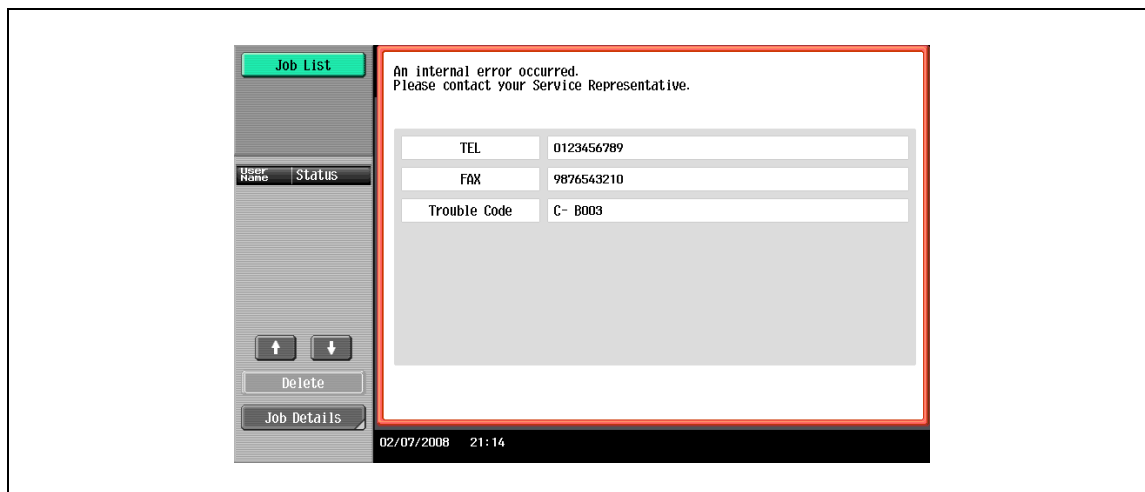 Job List
An internal error occurred.
Please contact your Service Representative.
TEL 0123456789
User Name Status
FAX 9876543210
Trouble Code C- B003
Delete
Job Details
02/07/2008 21:14